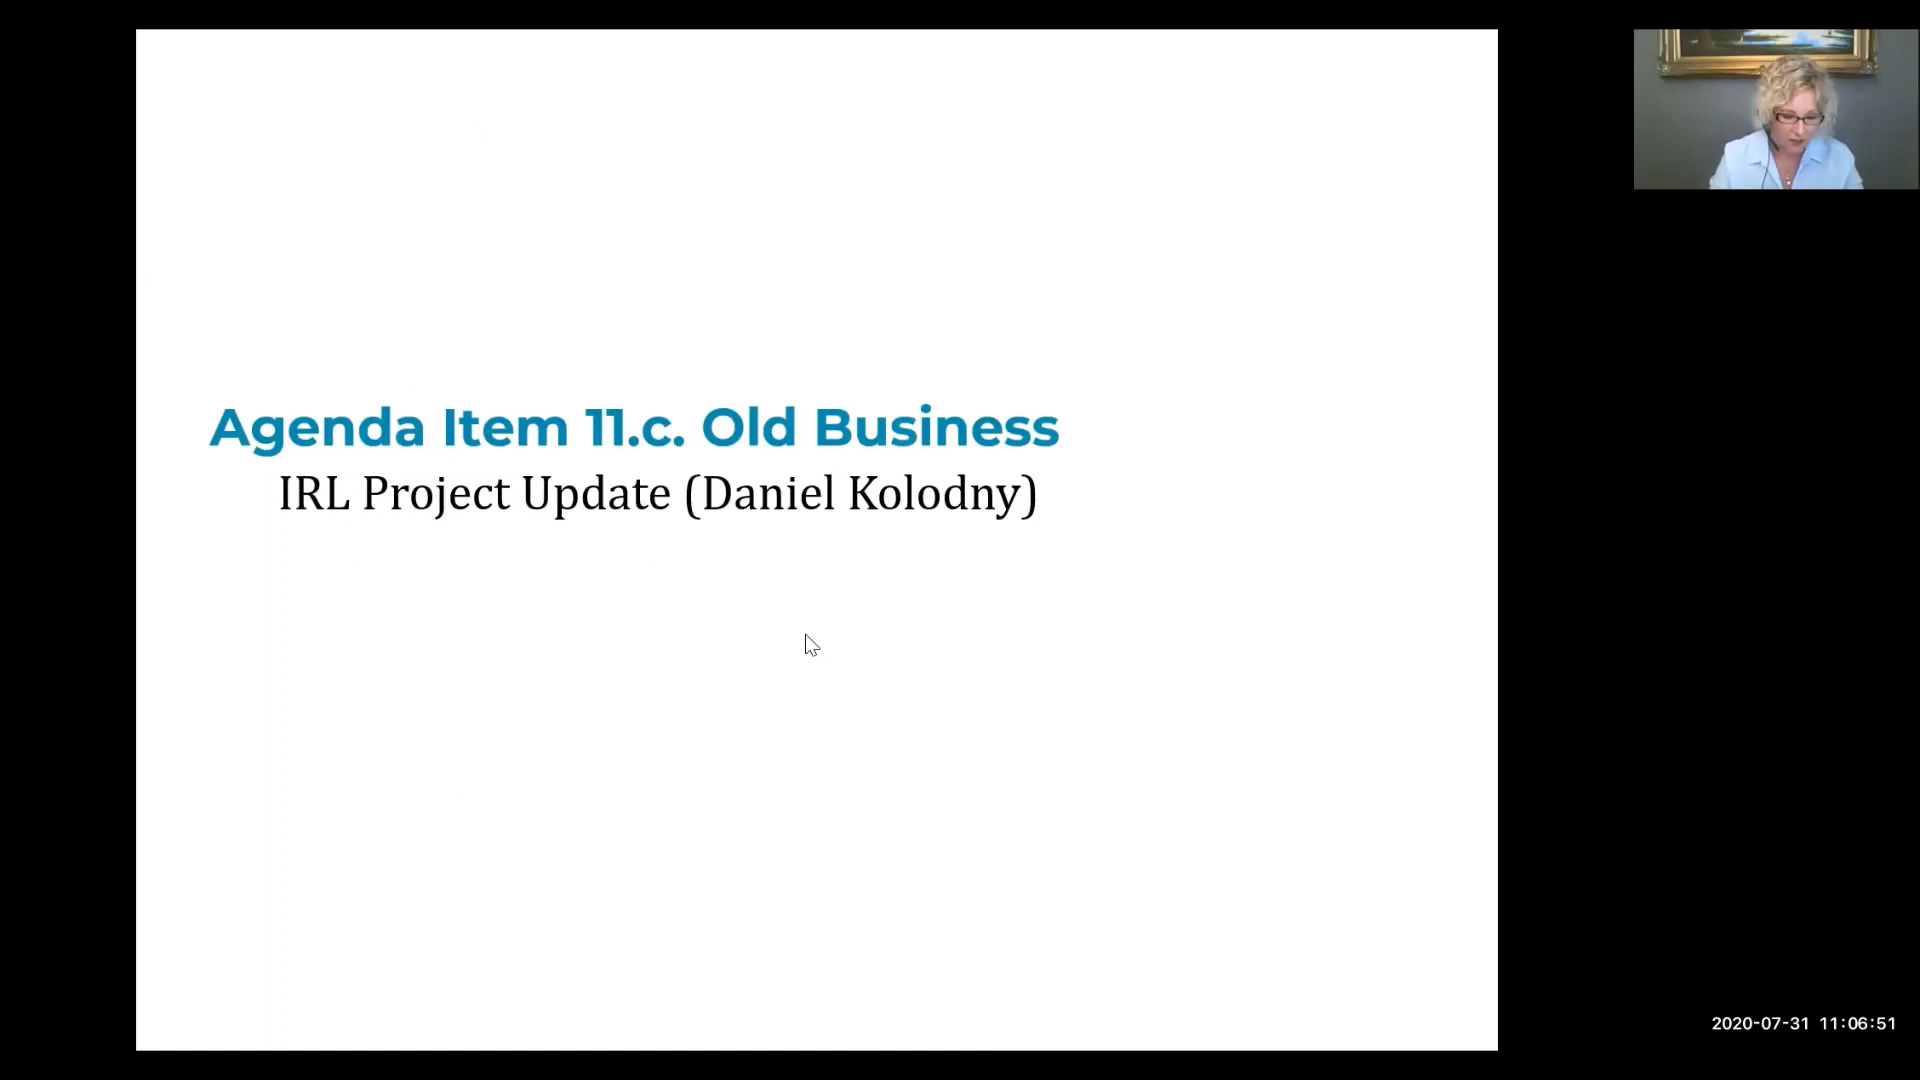 Agenda Item 11.c. Old Business
IRL Project Update (Daniel Kolodny)
2020-07-31 11:06:51